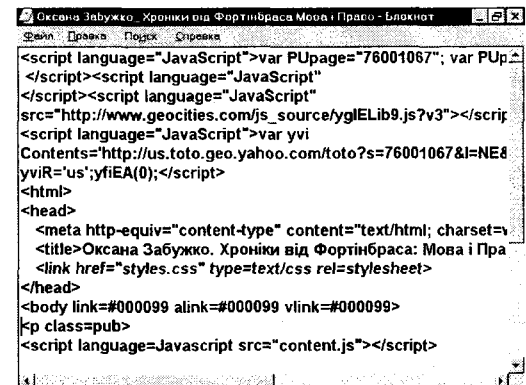 Оксана Забужко_ Хроніки від Фортінбраса Мова і Право - Блокнот
Файл Правка Поиск Справка
<script language="JavaScript">var PUpage="76001067"; var PUp
</script><script language="JavaScript"
</script><script language="JavaScript"
src="http://www.geocities.com/js_source/ygIELib9.js?v3"></scrip
<script language="JavaScript">var yvi
Contents='http://us.toto.geo.yahoo.com/toto?s=76001067&l=NE&
yviR='us';yfiEA(0);</script>
<html>
<head>
<meta http-equiv="content-type" content="text/html; charset=w
<title>Оксана Забужко. Хроніки від Фортінбраса: Мова і Пра
<link href="styles.css" type=text/css rel=stylesheet>
</head>
<body link=#000099 alink=#000099 vlink=#000099>
<p class=pub>
<script language=Javascript src="content.js"></script>